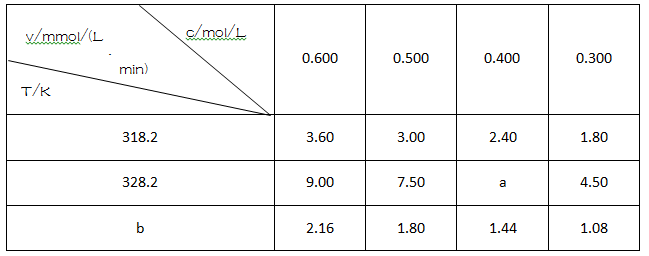 v/mmol/(L
·
min)
c/mol/L
T/K
0.600 0.500 0.400 0.300
318.2 3.60 3.00 2.40 1.80
328.2 9.00 7.50 a 4.50
b 2.16 1.80 1.44 1.08